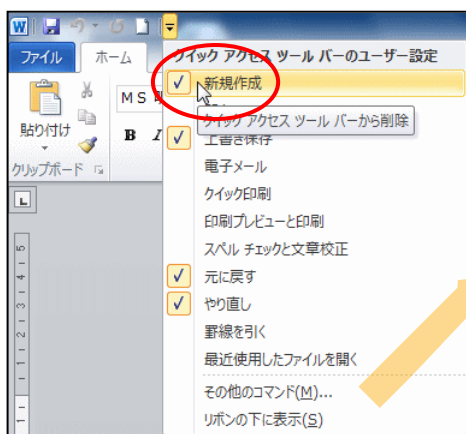 W
ファイル
ホーム
クイック アクセス ツール バーのユーザー設定
新規作成
クイック アクセス ツール バーから削除
上書き保存
MS
貼り付け
B I
電子メール
クリップボード
クイック印刷
L
印刷プレビューと印刷
スペル チェックと文章校正
元に戻す
やり直し
罫線を引く
最近使用したファイルを開く
その他のコマンド(M)...
リボンの下に表示(S)
5
4
3
2
1